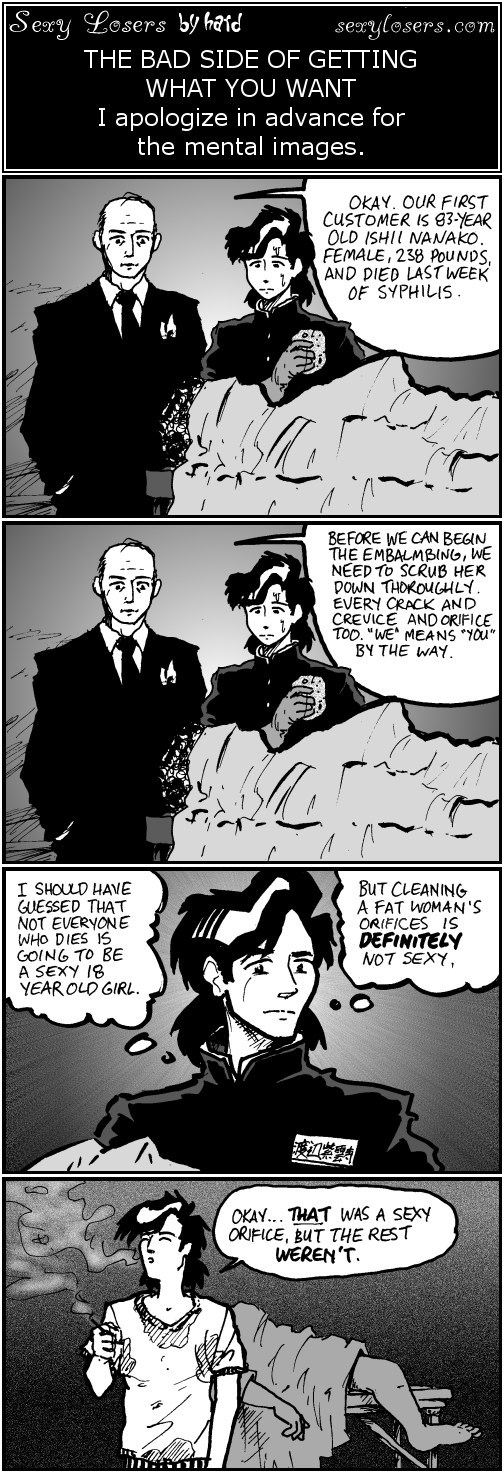 Sexy Losers by hard sexylosers.com
THE BAD SIDE OF GETTING
WHAT YOU WANT
I apologize in advance for
the mental images.
OKAY. OUR FIRST
CUSTOMER IS 83-YEAR
OLD ISHII NANAKO.
FEMALE, 238 POUNDS,
AND DIED LAST WEEK
OF SYPHILIS.
BEFORE WE CAN BEGIN
THE EMBALMBING, WE
NEED TO SCRUB HER
DOWN THOROUGHLY.
EVERY CRACK AND
CREVICE AND ORIFICE
TOO. "WE" MEANS "YOU"
BY THE WAY.
I SHOULD HAVE
GUESSED THAT
NOT EVERYONE
WHO DIES IS
GOING TO BE
A SEXY 18
YEAR OLD GIRL.
BUT CLEANING
A FAT WOMAN'S
ORIFICES IS
DEFINITELY
NOT SEXY.
渡辺紫雲寺
OKAY... THAT WAS A SEXY
ORIFICE, BUT THE REST
WEREN'T.